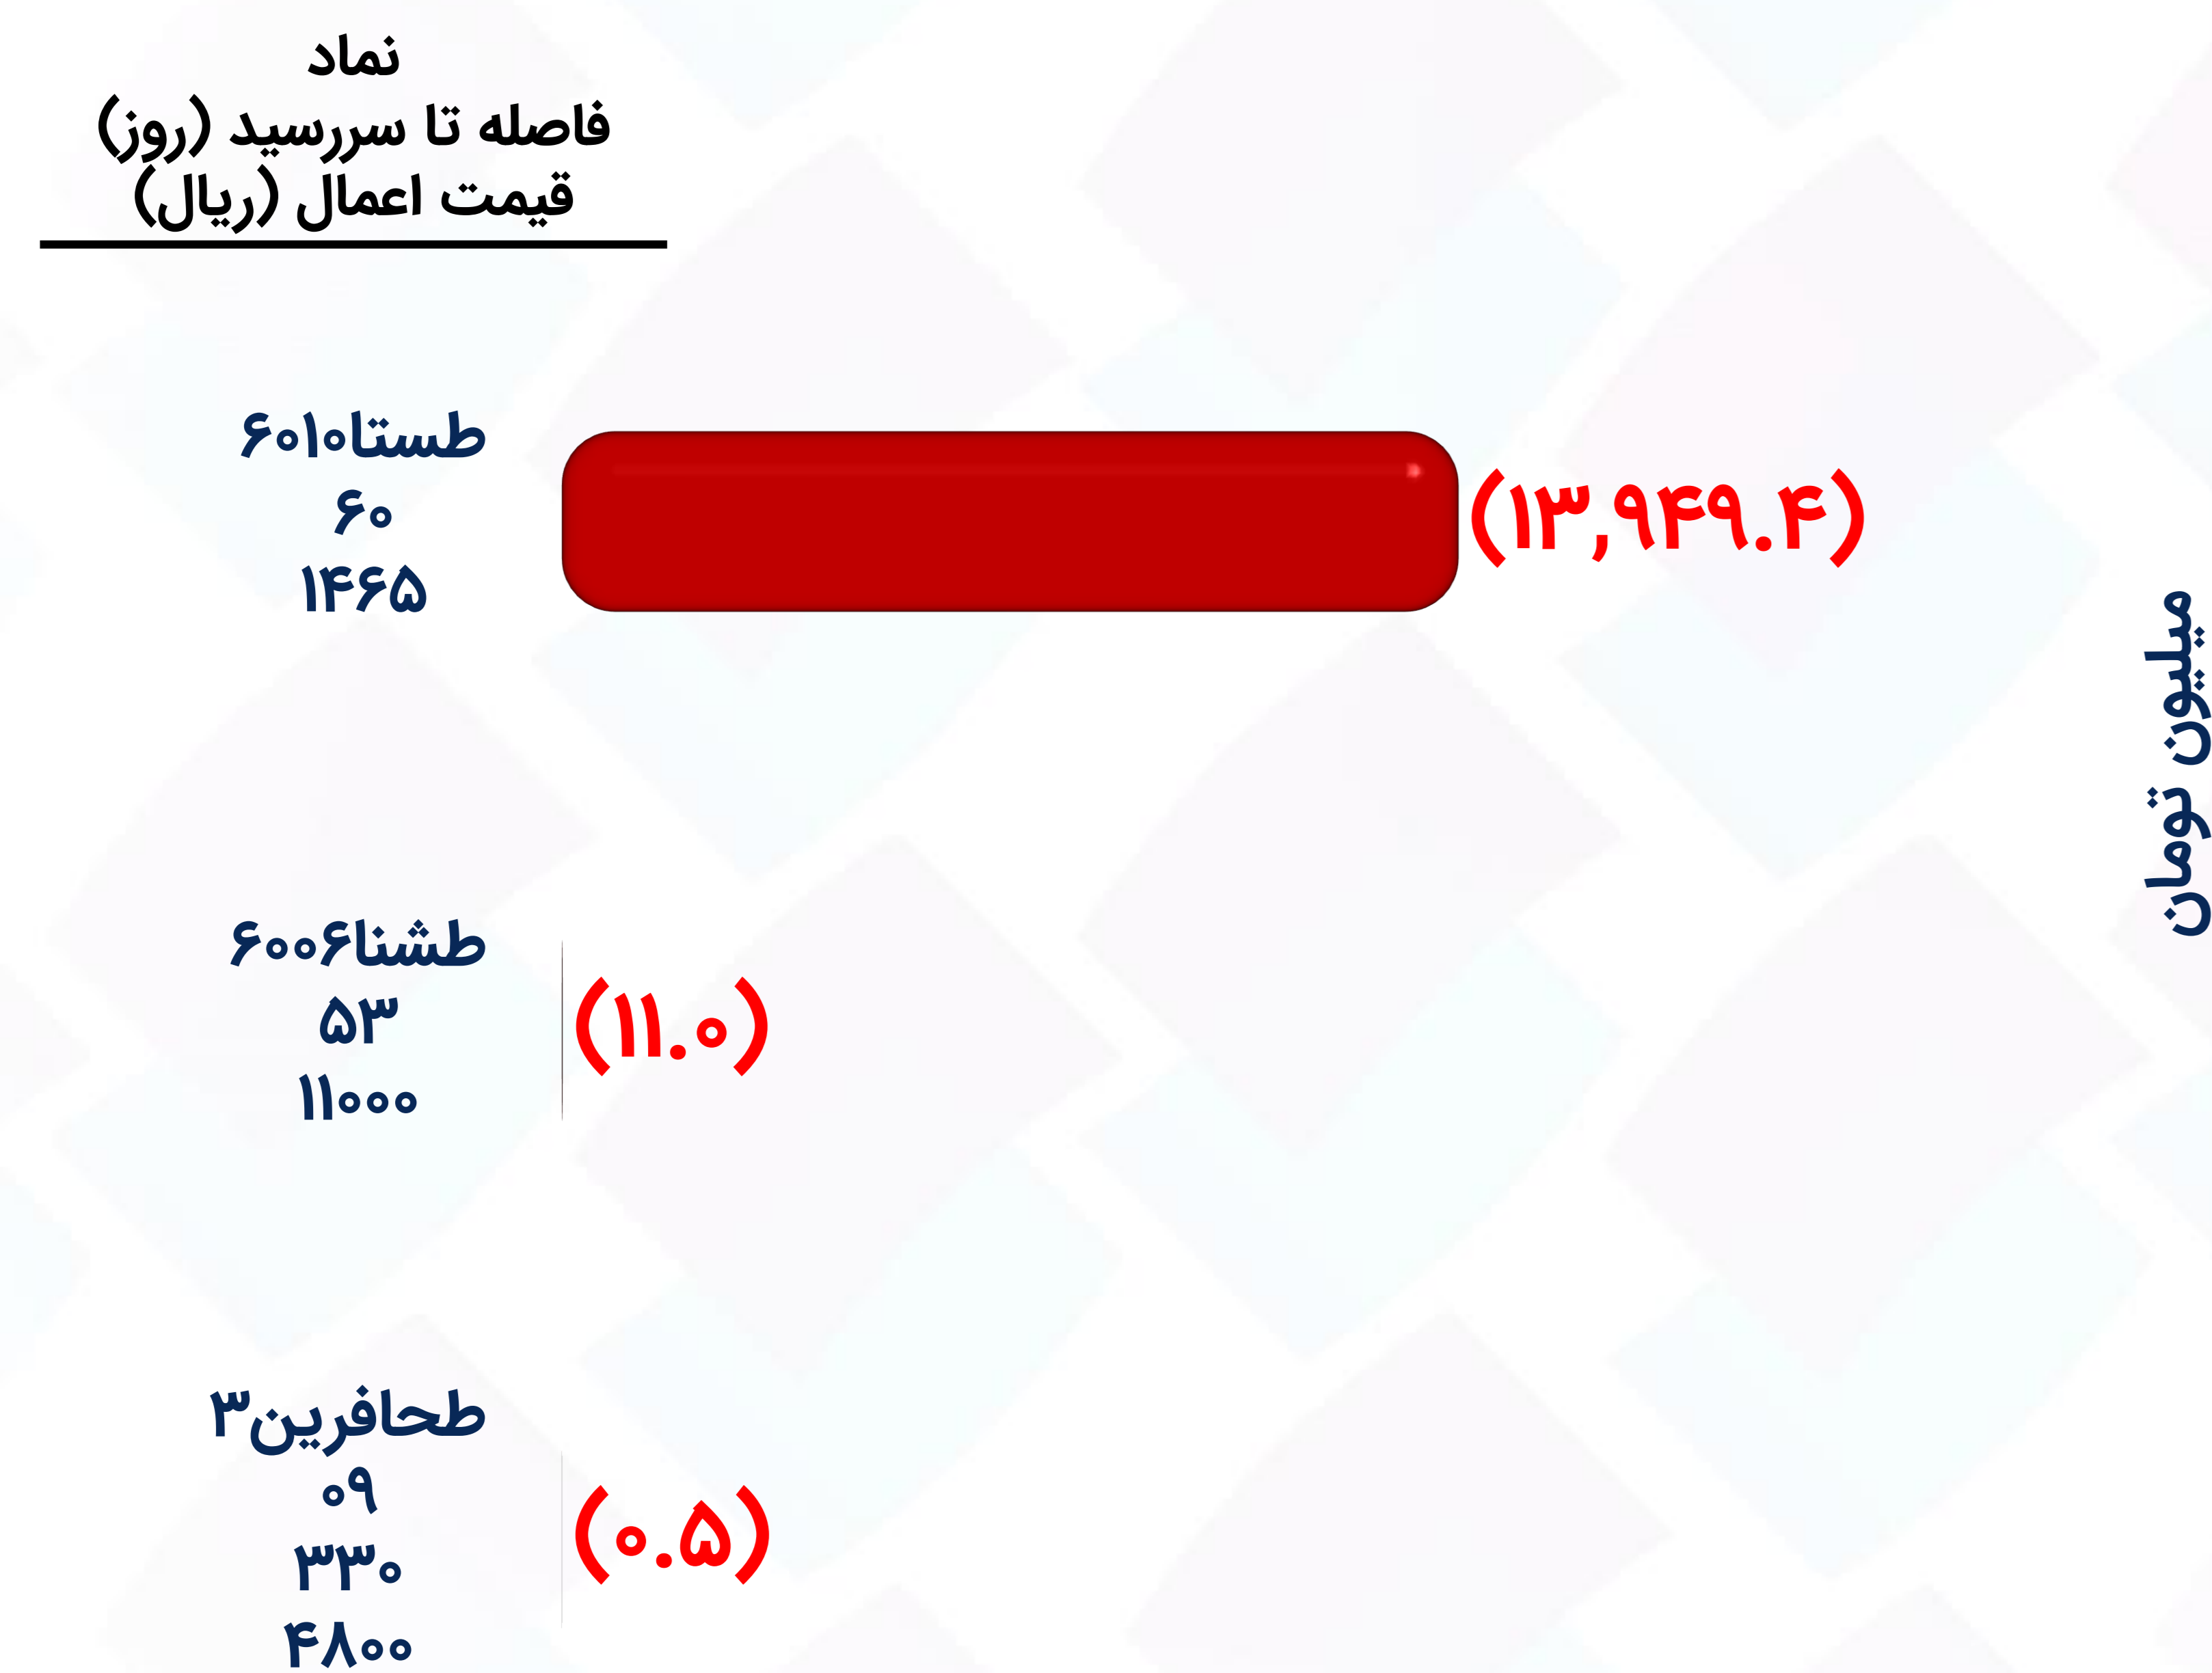 نماد
فاصله تا سررسید (روز)
قیمت اعمال (ریال)
طستا۶۰۱۰
۶۰
۱۴۶۵
(۱۳,۹۴۹.۴)
طشنا۶۰۰۶
۵۳
۱۱۰۰۰
(۱۱.۰)
طحافرین۳
۰۹
۳۳۰
۴۸۰۰
(۰.۵)
میلیون تومان